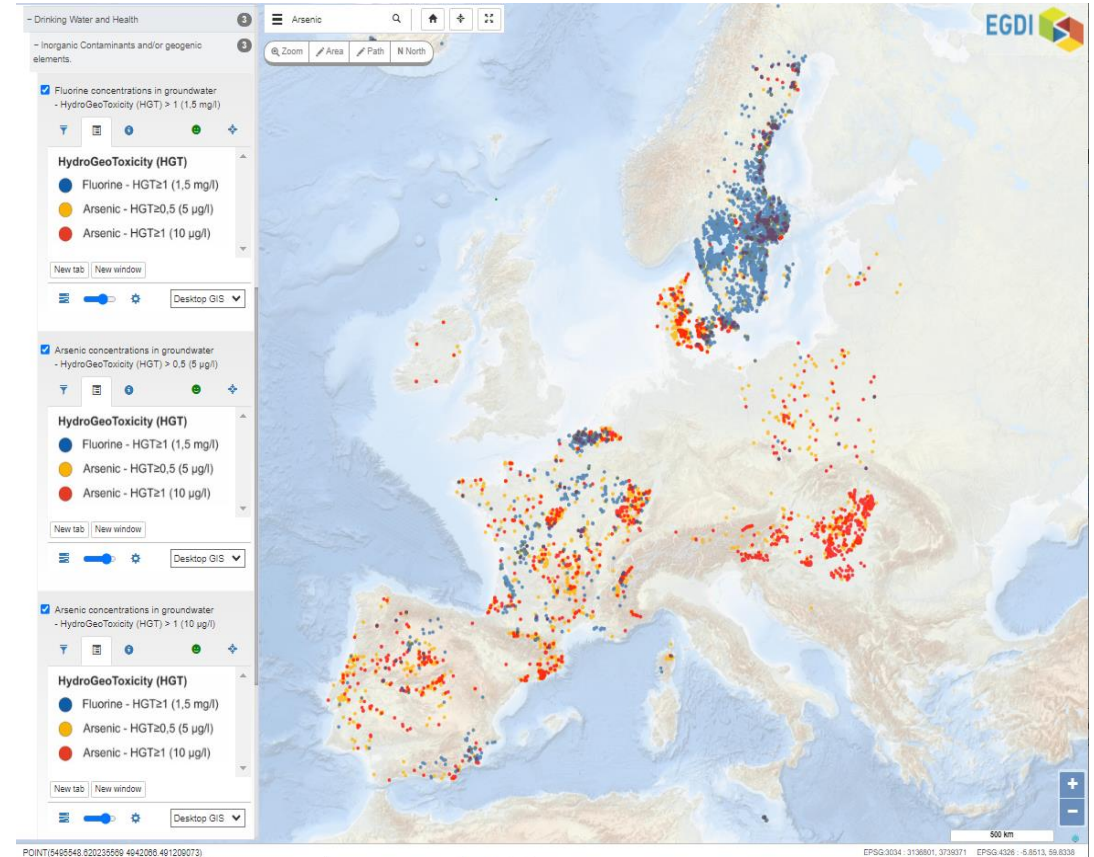 − Drinking Water and Health 3
− Inorganic Contaminants and/or geogenic 3
elements.
Fluorine concentrations in groundwater
- HydroGeoToxicity (HGT) > 1 (1,5 mg/l)
HydroGeoToxicity (HGT)
Fluorine - HGT≥1 (1,5 mg/l)
Arsenic - HGT≥0,5 (5 µg/l)
Arsenic - HGT≥1 (10 µg/l)
New tab New window
Desktop GIS
Arsenic concentrations in groundwater
- HydroGeoToxicity (HGT) > 0,5 (5 µg/l)
HydroGeoToxicity (HGT)
Fluorine - HGT≥1 (1,5 mg/l)
Arsenic - HGT≥0,5 (5 µg/l)
Arsenic - HGT≥1 (10 µg/l)
New tab New window
Desktop GIS
Arsenic concentrations in groundwater
- HydroGeoToxicity (HGT) > 1 (10 µg/l)
HydroGeoToxicity (HGT)
Fluorine - HGT≥1 (1,5 mg/l)
Arsenic - HGT≥0,5 (5 µg/l)
Arsenic - HGT≥1 (10 µg/l)
New tab New window
Desktop GIS
Arsenic
Zoom Area Path N North
EGDI
+
−
500 km
POINT(5495548.620235569 4942066.491209073)
EPSG:3034 : 3138801, 3739371 EPSG:4326 : -5.8513, 59.8338